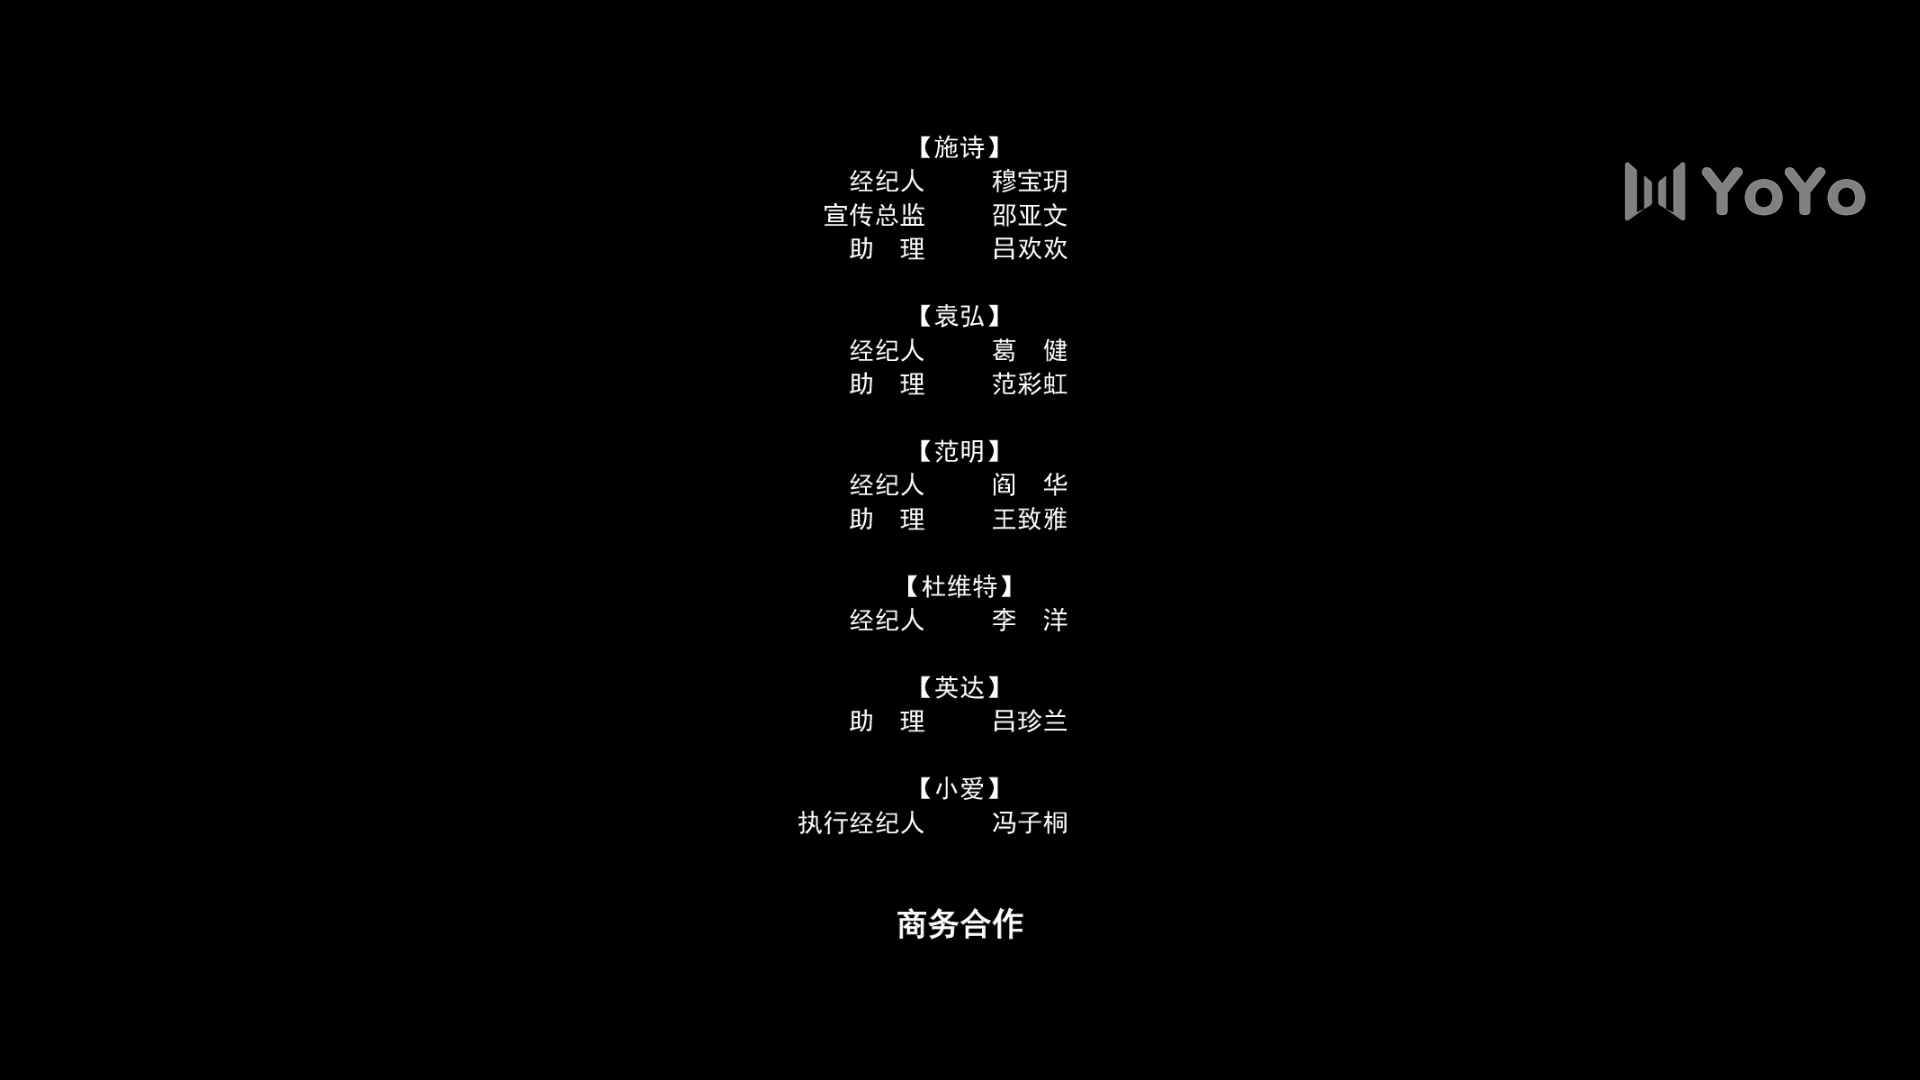 【施诗】
经纪人 穆宝玥
宣传总监 邵亚文
助 理 吕欢欢
【袁弘】
经纪人 葛 健
助 理 范彩虹
【范明】
经纪人 阎 华
助 理 王致雅
【杜维特】
经纪人 李 洋
【英达】
助 理 吕珍兰
【小爱】
执行经纪人 冯子桐
商务合作
YoYo